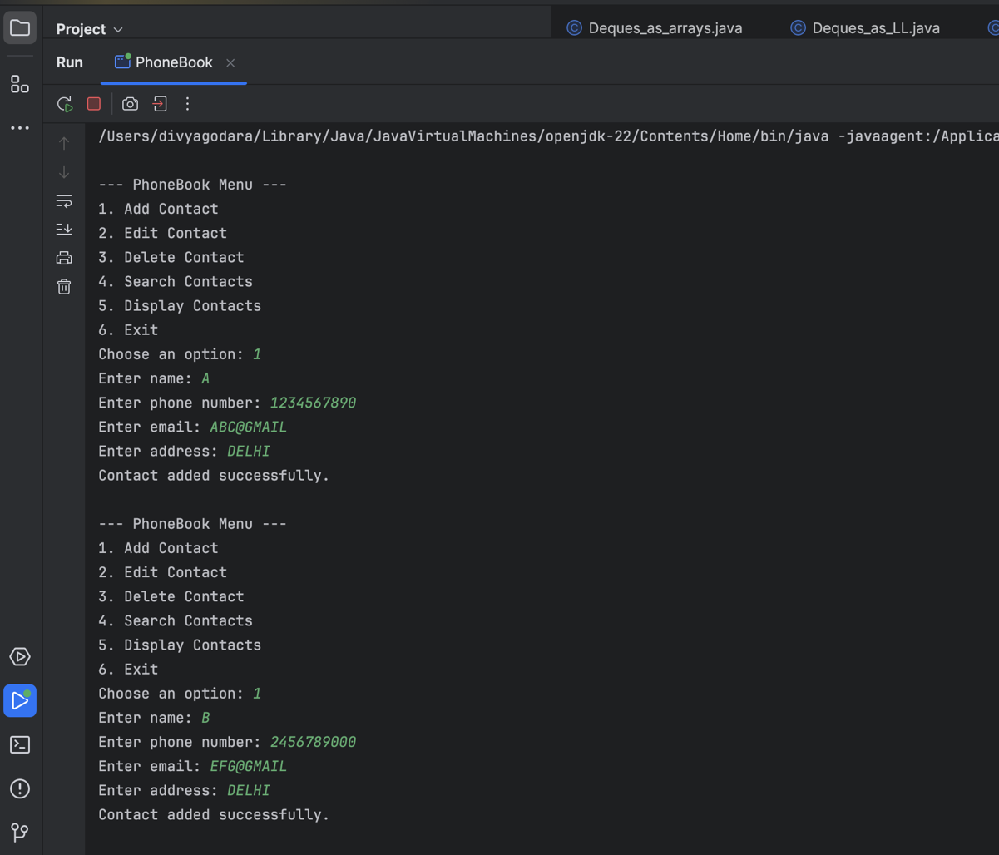 Project
Deques_as_arrays.java
Deques_as_LL.java
Run
PhoneBook
/Users/divyagodara/Library/Java/JavaVirtualMachines/openjdk-22/Contents/Home/bin/java -javaagent:/Applica
--- PhoneBook Menu ---
1. Add Contact
2. Edit Contact
3. Delete Contact
4. Search Contacts
5. Display Contacts
6. Exit
Choose an option: 1
Enter name: A
Enter phone number: 1234567890
Enter email: ABC@GMAIL
Enter address: DELHI
Contact added successfully.
--- PhoneBook Menu ---
1. Add Contact
2. Edit Contact
3. Delete Contact
4. Search Contacts
5. Display Contacts
6. Exit
Choose an option: 1
Enter name: B
Enter phone number: 2456789000
Enter email: EFG@GMAIL
Enter address: DELHI
Contact added successfully.